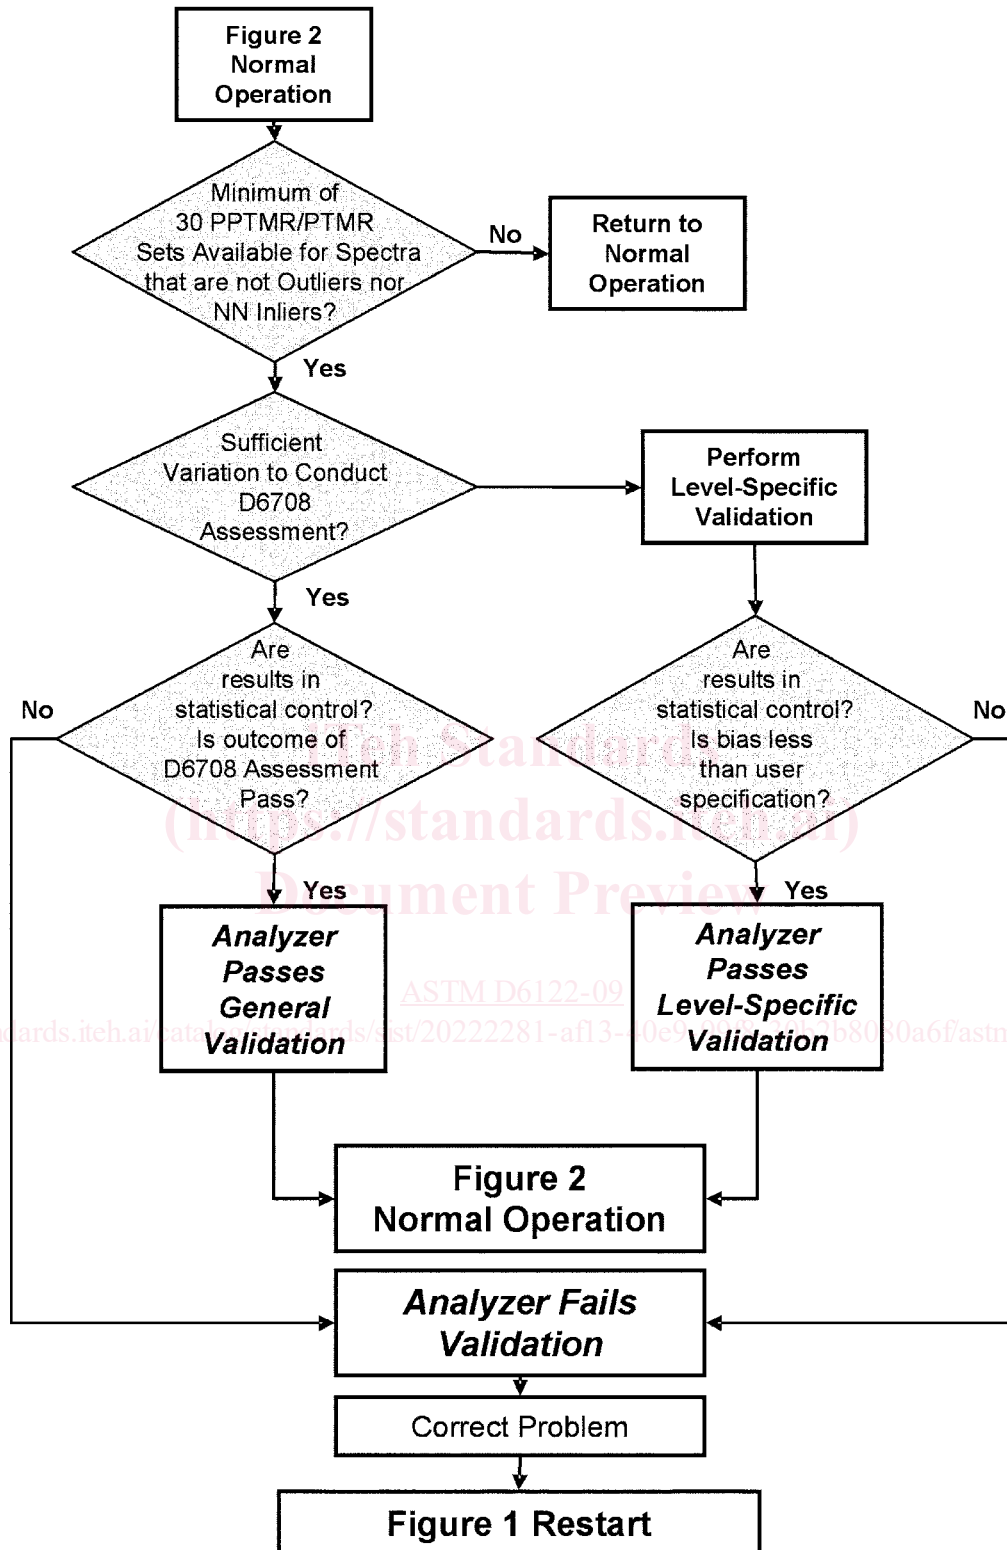 Figure 2
Normal
Operation
Minimum of
30 PPTMR/PTMR
Sets Available for Spectra
that are not Outliers nor
NN Inliers?
No
Return to
Normal
Operation
Yes
Sufficient
Variation to Conduct
D6708
Assessment?
Perform
Level-Specific
Validation
Yes
Are
results in
statistical control?
Is outcome of
D6708 Assessment
Pass?
No
Are
results in
statistical control?
Is bias less
than user
specification?
No
iTeh Standards
(https://standards.iteh.ai)
Document Preview
Yes
Yes
Analyzer
Passes
General
Validation
Analyzer
Passes
Level-Specific
Validation
ASTM D6122-09
Figure 2
Normal Operation
Analyzer Fails
Validation
Correct Problem
Figure 1 Restart